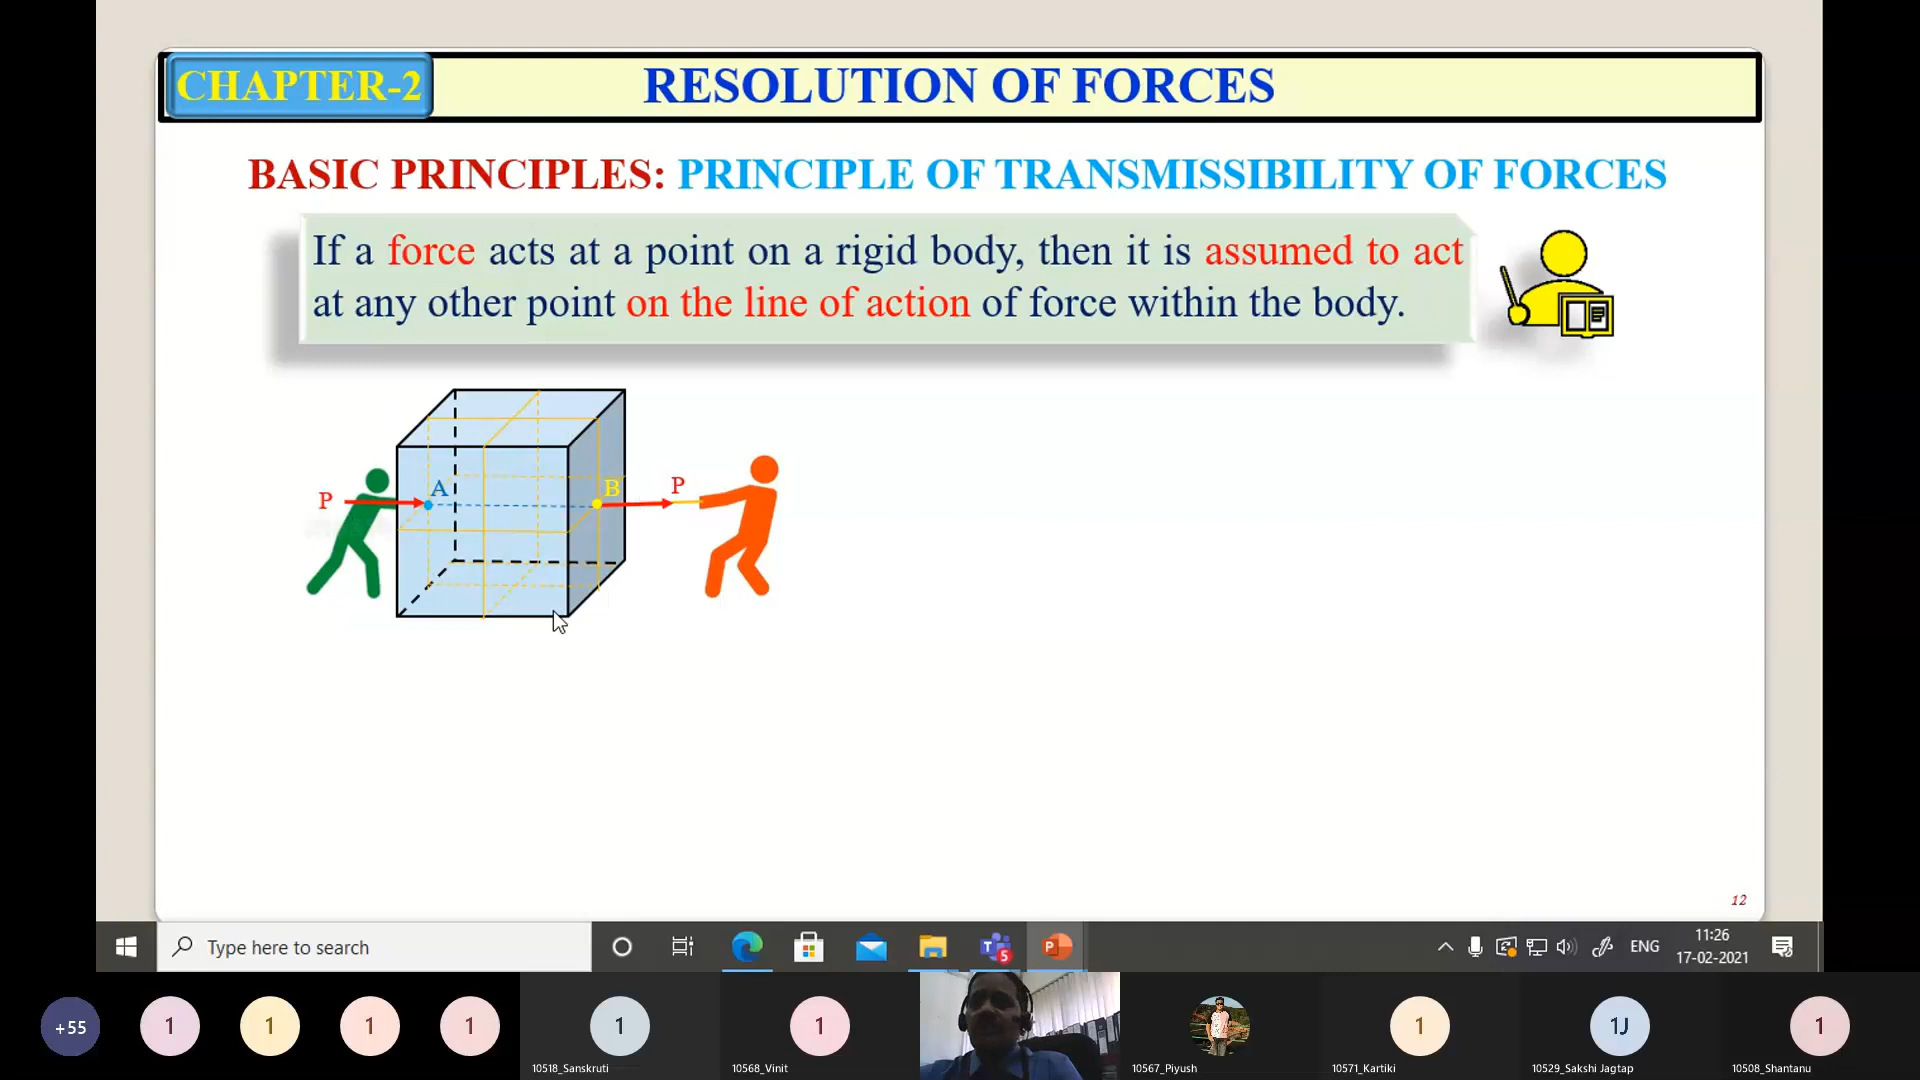 CHAPTER-2
RESOLUTION OF FORCES
BASIC PRINCIPLES: PRINCIPLE OF TRANSMISSIBILITY OF FORCES
If a force acts at a point on a rigid body, then it is assumed to act
at any other point on the line of action of force within the body.
P
A
B
P
12
Type here to search
T
5
P
ENG
11:26
17-02-2021
+55
1
1
1
1
1
10518_Sanskruti
1
10568_Vinit
10567_Piyush
1
10571_Kartiki
1J
10529_Sakshi Jagtap
1
10508_Shantanu